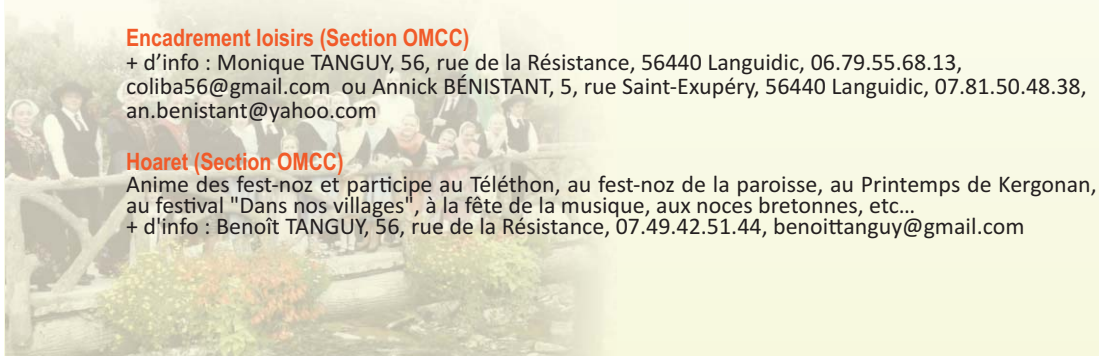 Encadrement loisirs (Section OMCC)
+ d’info : Monique TANGUY, 56, rue de la Résistance, 56440 Languidic, 06.79.55.68.13,
coliba56@gmail.com ou Annick BÉNISTANT, 5, rue Saint-Exupéry, 56440 Languidic, 07.81.50.48.38,
an.benistant@yahoo.com
Hoaret (Section OMCC)
Anime des fest-noz et participe au Téléthon, au fest-noz de la paroisse, au Printemps de Kergonan,
au festival "Dans nos villages", à la fête de la musique, aux noces bretonnes, etc…
+ d'info : Benoît TANGUY, 56, rue de la Résistance, 07.49.42.51.44, benoittanguy@gmail.com